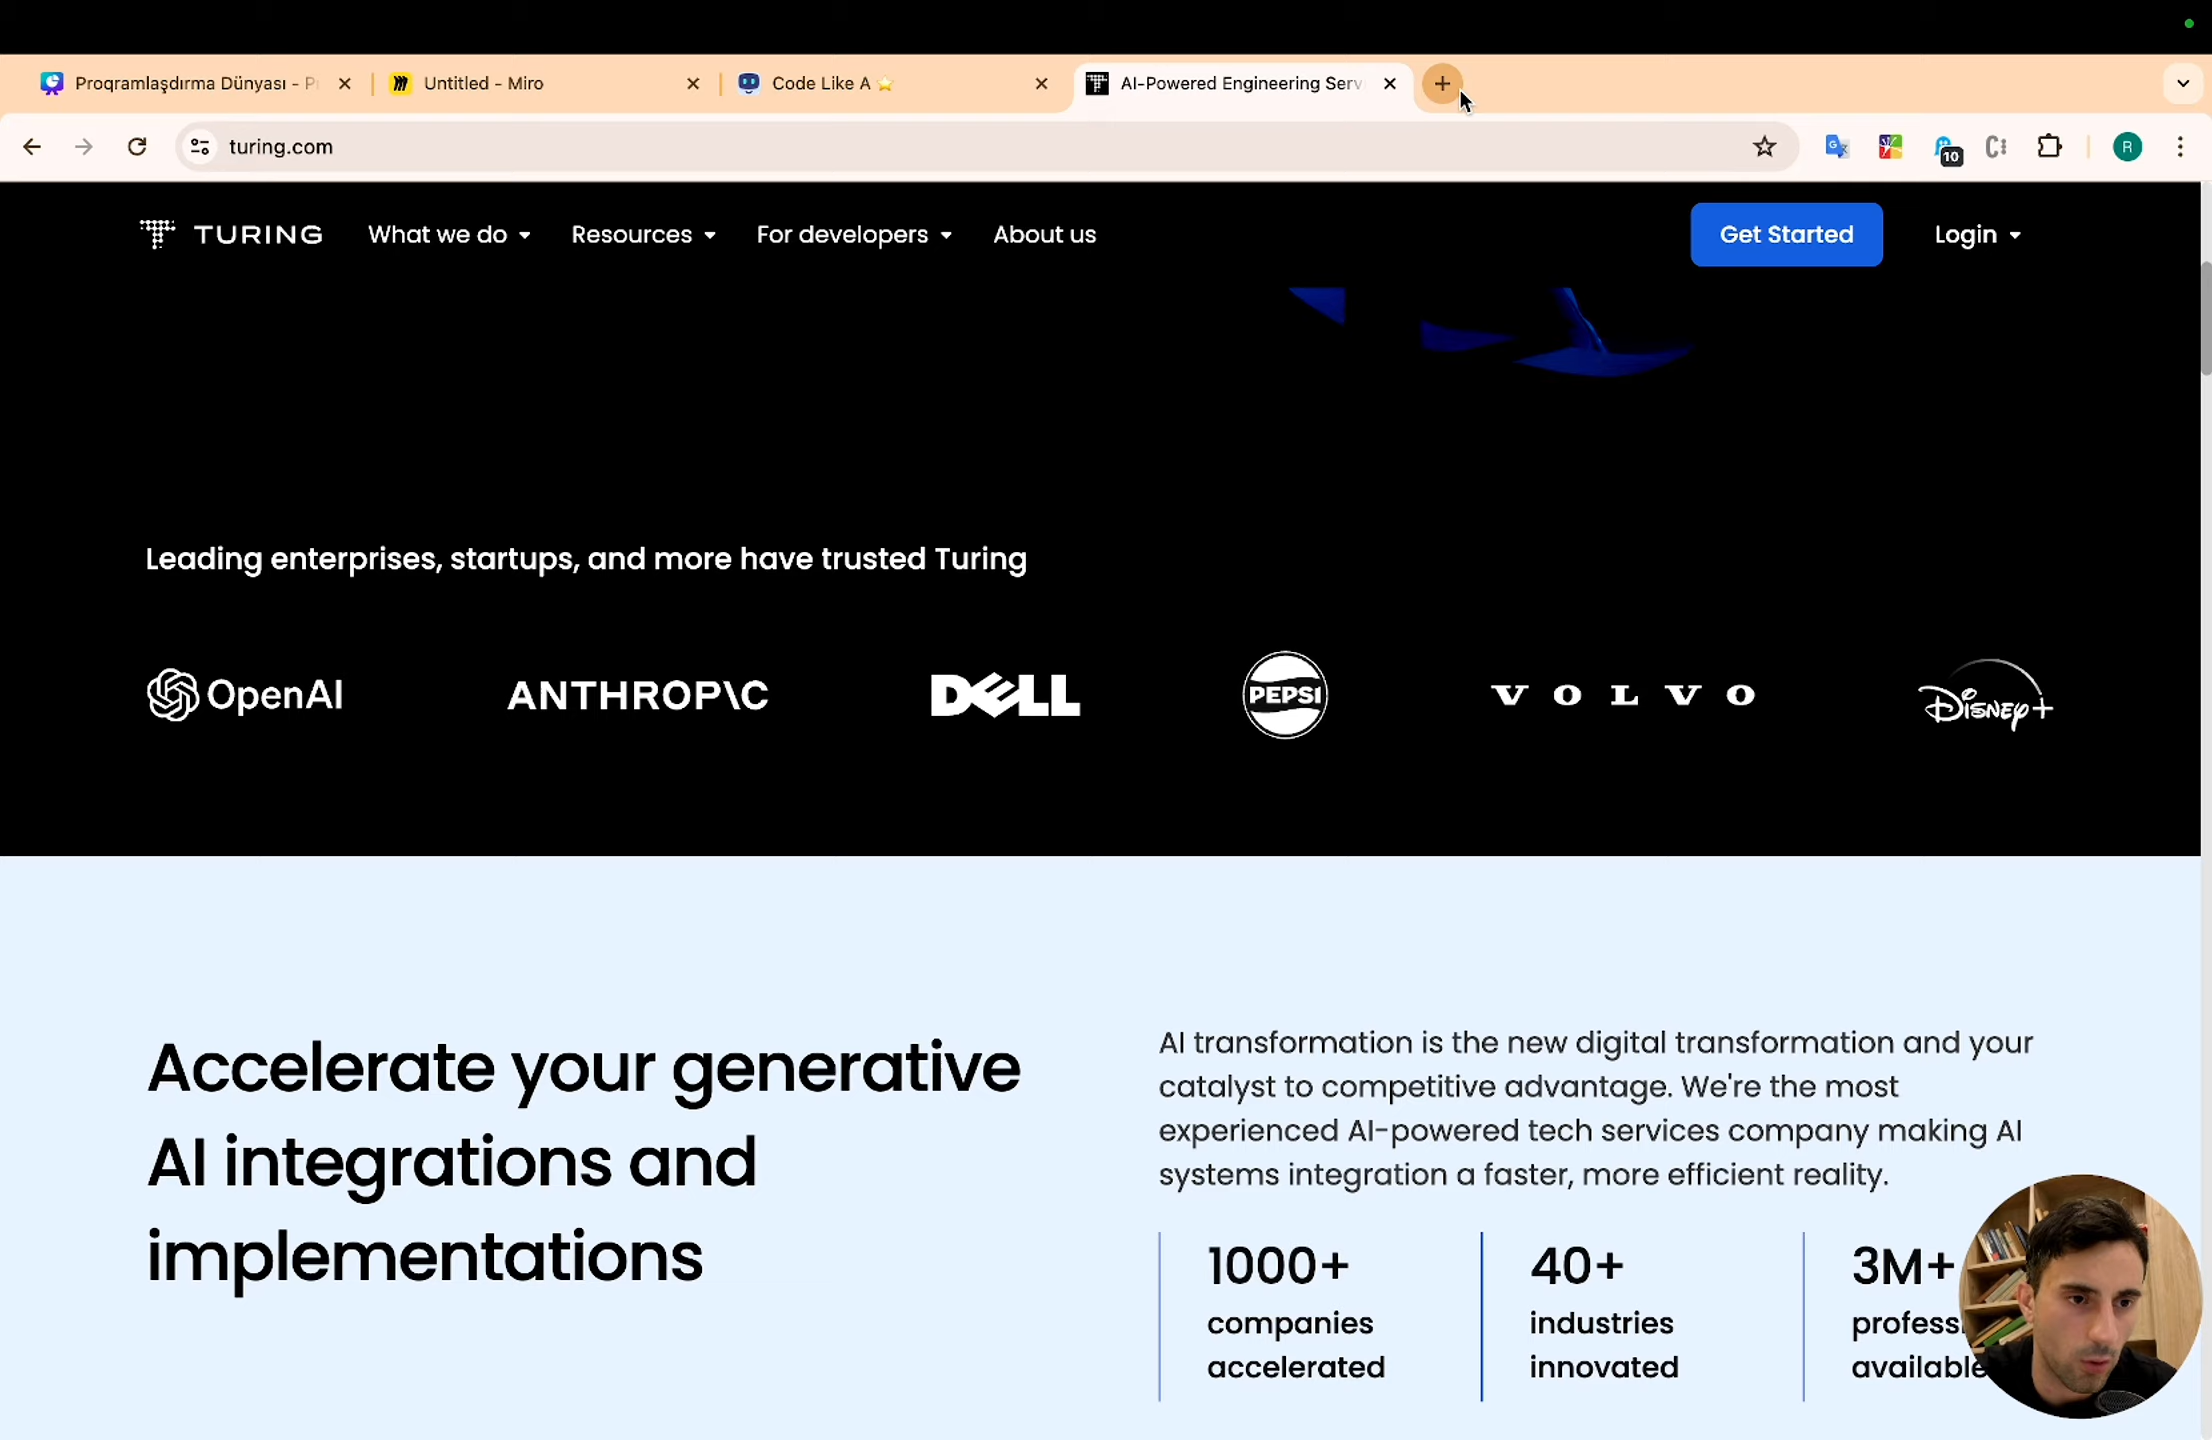 Proqramlaşdırma Dünyası - P
Untitled - Miro
Code Like A ⭐
AI-Powered Engineering Serv
turing.com
10
R
TURING
What we do
Resources
For developers
About us
Get Started
Login
Leading enterprises, startups, and more have trusted Turing
OpenAI
ANTHROP\C
DELL
PEPSI
VOLVO
Disney+
Accelerate your generative
AI integrations and
implementations
AI transformation is the new digital transformation and your
catalyst to competitive advantage. We're the most
experienced AI-powered tech services company making AI
systems integration a faster, more efficient reality.
1000+
companies
accelerated
40+
industries
innovated
3M+
professi
available